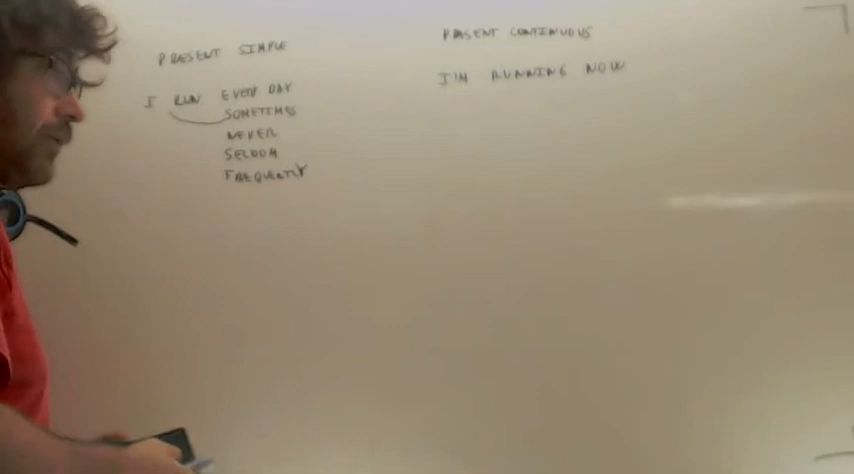 PRESENT SIMPLE
I RUN EVERY DAY
SOMETIMES
NEVER
SELDOM
FREQUENTLY
PRESENT CONTINUOUS
I'M RUNNING NOW